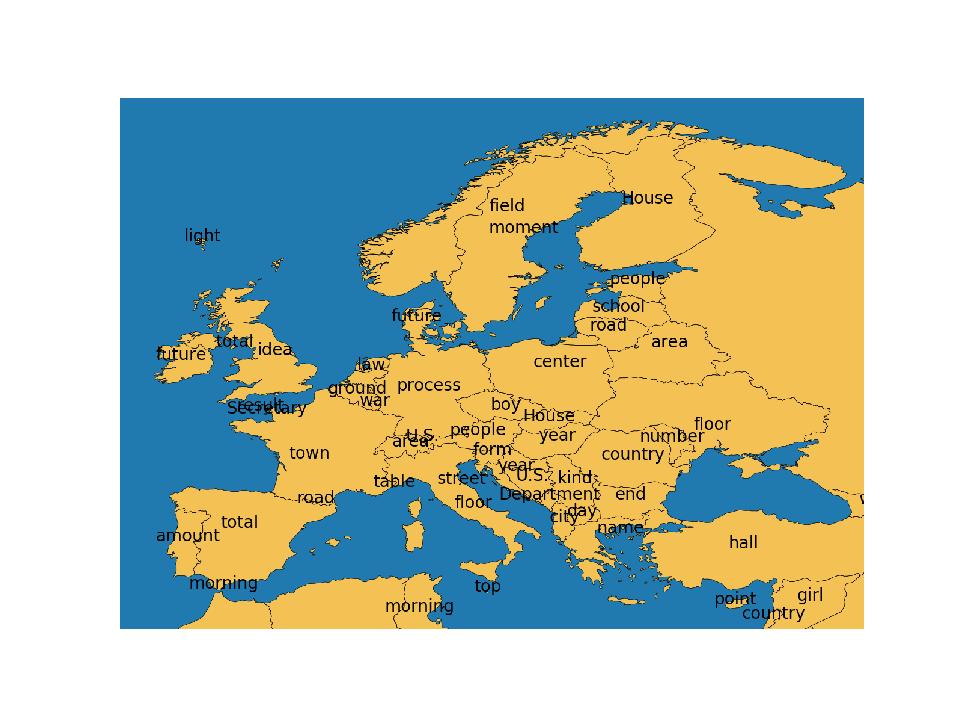 House
field
moment
light
people
school
future
road
total
area
idea
future
center
law
process
ground
war
boy
result
Secretary
House
floor
people
U.S.
year
number
area
form
town
country
year
U.S.
kind
street
table
Department
end
road
floor
day
city
total
name
amount
hall
morning
top
girl
point
morning
country